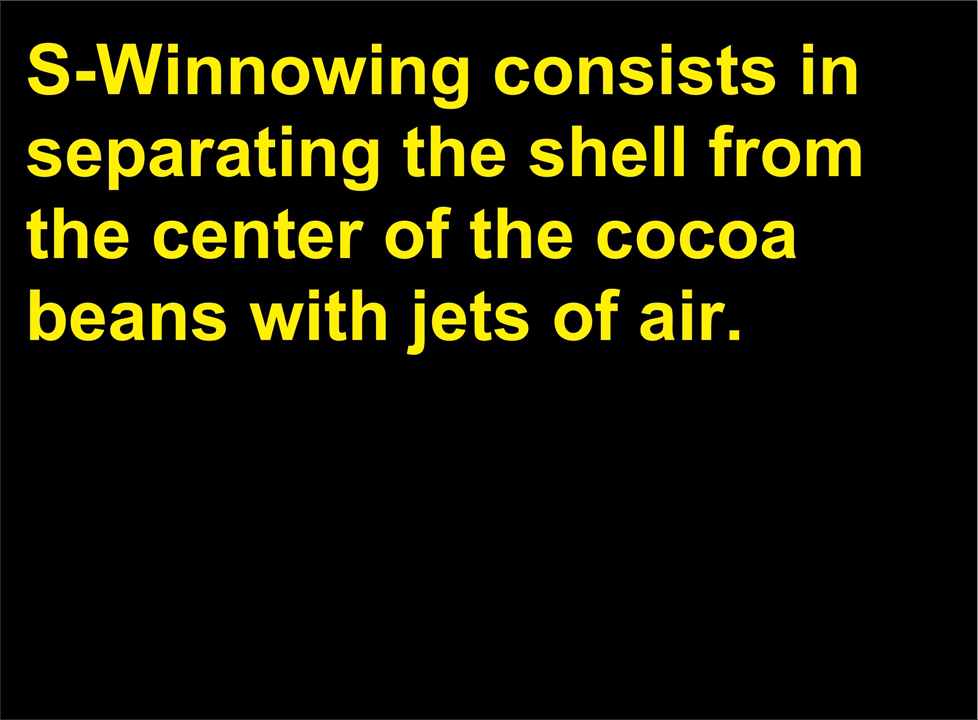 S-Winnowing consists in
separating the shell from
the center of the cocoa
beans with jets of air.